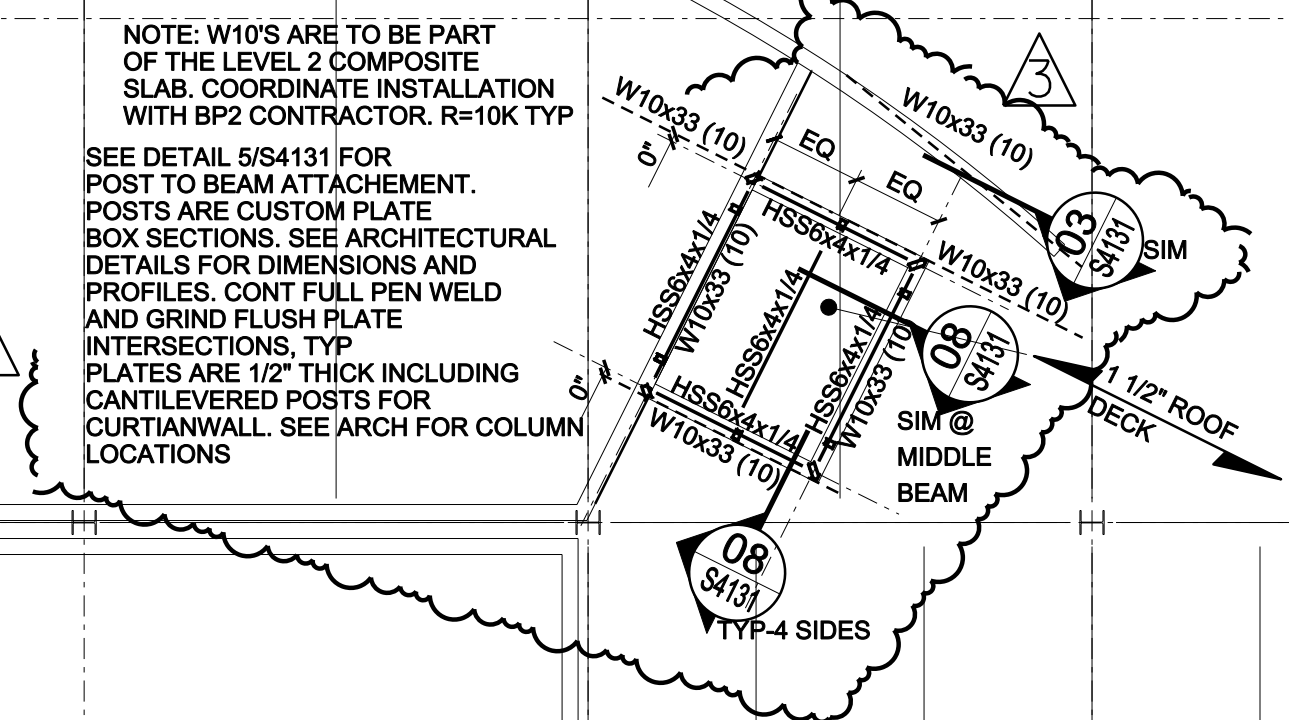 NOTE: W10'S ARE TO BE PART
OF THE LEVEL 2 COMPOSITE
SLAB. COORDINATE INSTALLATION
WITH BP2 CONTRACTOR. R=10K TYP
SEE DETAIL 5/S4131 FOR
POST TO BEAM ATTACHEMENT.
POSTS ARE CUSTOM PLATE
BOX SECTIONS. SEE ARCHITECTURAL
DETAILS FOR DIMENSIONS AND
PROFILES. CONT FULL PEN WELD
AND GRIND FLUSH PLATE
INTERSECTIONS, TYP
PLATES ARE 1/2" THICK INCLUDING
CANTILEVERED POSTS FOR
CURTIANWALL. SEE ARCH FOR COLUMN
LOCATIONS
3
W10x33 (10)
W10x33 (10)
0"
EQ
EQ
HSS6x4x1/4
W10x33 (10)
03
S4131
SIM
HSS6x4x1/4
W10x33 (10)
HSS6x4x1/4
HSS6x4x1/4
W10x33 (10)
08
S4131
SIM @
MIDDLE
BEAM
1 1/2" ROOF
DECK
0"
HSS6x4x1/4
W10x33 (10)
08
S4131
TYP-4 SIDES